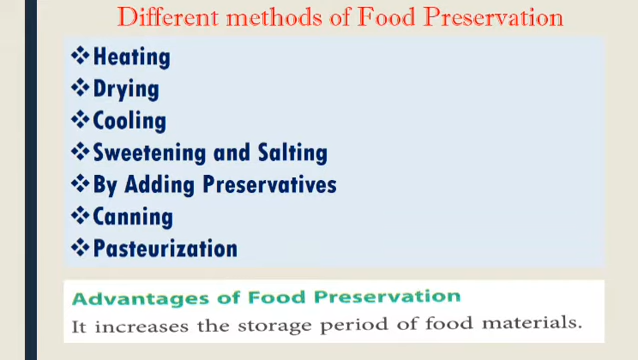 Different methods of Food Preservation
❖Heating
❖Drying
❖Cooling
❖Sweetening and Salting
❖By Adding Preservatives
❖Canning
❖Pasteurization
Advantages of Food Preservation
It increases the storage period of food materials.